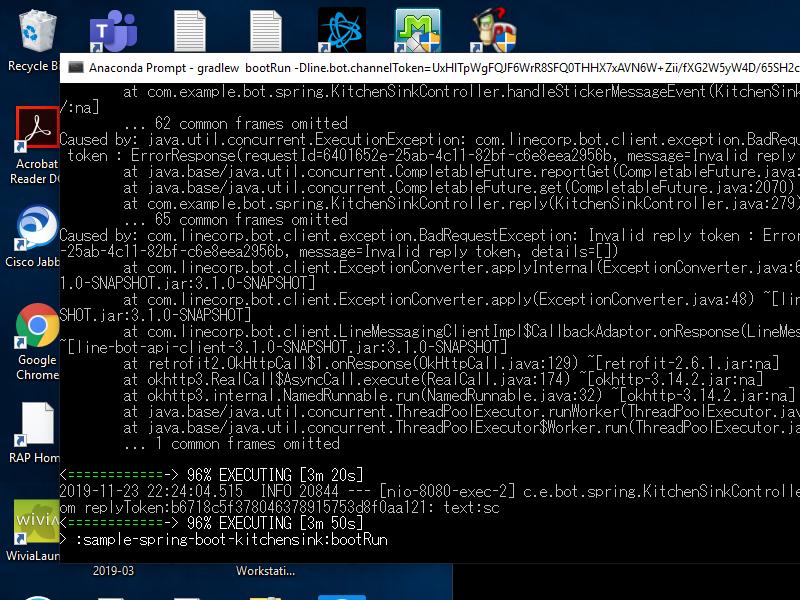 Recycle B
Anaconda Prompt - gradlew bootRun -Dline.bot.channelToken=UxHITpWgFQJF6WrR8SFQ0THHX7xAVN6W+Zii/fXG2W5yW4D/65SH2c
at com.example.bot.spring.KitchenSinkController.handleStickerMessageEvent(KitchenSink
/:na]
... 62 common frames omitted
Caused by: java.util.concurrent.ExecutionException: com.linecorp.bot.client.exception.BadRequ
token : ErrorResponse(requestId=6401652e-25ab-4c11-82bf-c6e8eea2956b, message=Invalid reply
at java.base/java.util.concurrent.CompletableFuture.reportGet(CompletableFuture.java:
at java.base/java.util.concurrent.CompletableFuture.get(CompletableFuture.java:2070)
at com.example.bot.spring.KitchenSinkController.reply(KitchenSinkController.java:279)
... 65 common frames omitted
Caused by: com.linecorp.bot.client.exception.BadRequestException: Invalid reply token : Error
-25ab-4c11-82bf-c6e8eea2956b, message=Invalid reply token, details=[])
at com.linecorp.bot.client.ExceptionConverter.applyInternal(ExceptionConverter.java:6
1.0-SNAPSHOT.jar:3.1.0-SNAPSHOT]
at com.linecorp.bot.client.ExceptionConverter.apply(ExceptionConverter.java:48) ~[lin
SHOT.jar:3.1.0-SNAPSHOT]
at com.linecorp.bot.client.LineMessagingClientImpl$CallbackAdaptor.onResponse(LineMes
~[line-bot-api-client-3.1.0-SNAPSHOT.jar:3.1.0-SNAPSHOT]
at retrofit2.OkHttpCall$1.onResponse(OkHttpCall.java:129) ~[retrofit-2.6.1.jar:na]
at okhttp3.RealCall$AsyncCall.execute(RealCall.java:174) ~[okhttp-3.14.2.jar:na]
at okhttp3.internal.NamedRunnable.run(NamedRunnable.java:32) ~[okhttp-3.14.2.jar:na]
at java.base/java.util.concurrent.ThreadPoolExecutor.runWorker(ThreadPoolExecutor.jav
at java.base/java.util.concurrent.ThreadPoolExecutor$Worker.run(ThreadPoolExecutor.ja
... 1 common frames omitted
<============-> 96% EXECUTING [3m 20s]
2019-11-23 22:24:04.515 INFO 20844 --- [nio-8080-exec-2] c.e.bot.spring.KitchenSinkControlle
om replyToken:b6718c5f378046378915753d8f0aa121: text:sc
<============-> 96% EXECUTING [3m 50s]
> :sample-spring-boot-kitchensink:bootRun
Acrobat
Reader DC
Cisco Jabb
Google
Chrome
RAP Hom
wivia
WiviaLaun
2019-03
Workstati...